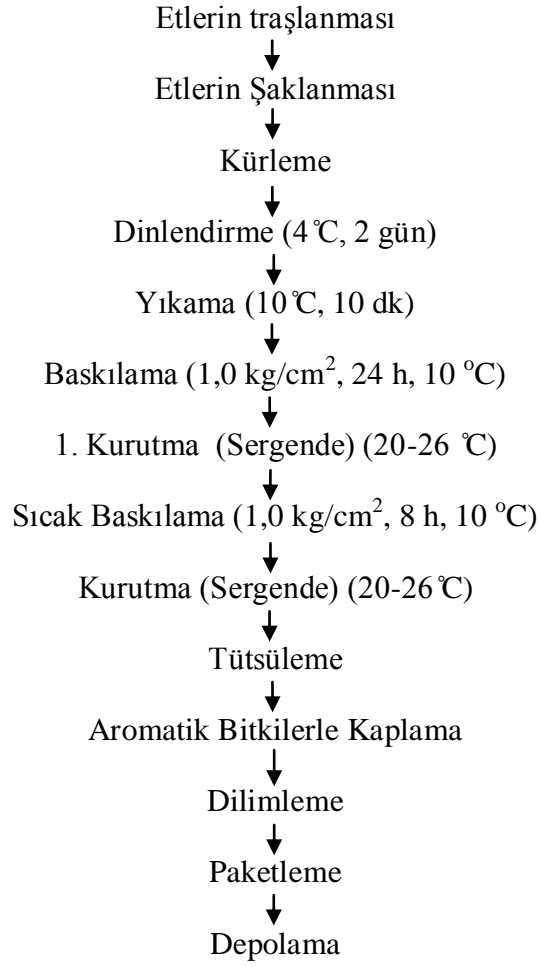 Etlerin traşlanması
Etlerin Şaklanması
Kürleme
Dinlendirme (4℃, 2 gün)
Yıkama (10℃, 10 dk)
Baskılama (1,0 kg/cm², 24 h, 10 ᵒC)
1. Kurutma (Sergende) (20-26 ℃)
Sıcak Baskılama (1,0 kg/cm², 8 h, 10 ᵒC)
Kurutma (Sergende) (20-26℃)
Tütsüleme
Aromatik Bitkilerle Kaplama
Dilimleme
Paketleme
Depolama